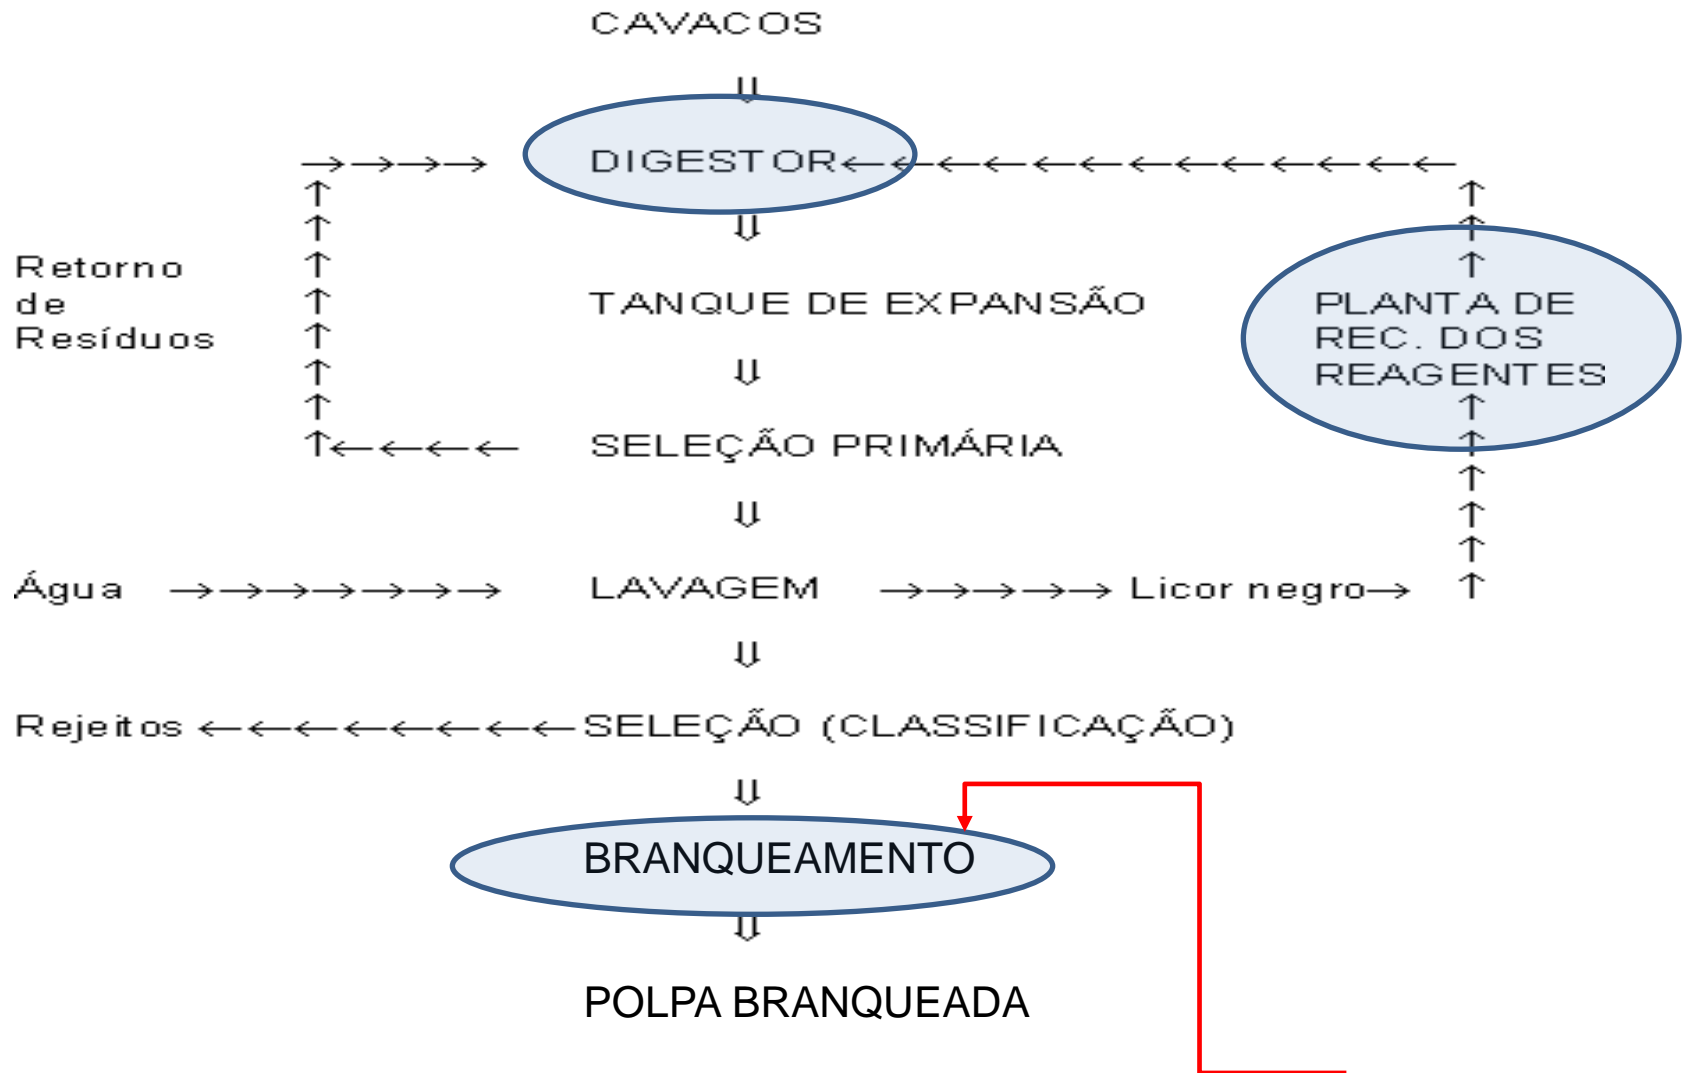 CAVACOS
DIGESTOR
Retorno
de
Resíduos
TANQUE DE EXPANSÃO
PLANTA DE
REC. DOS
REAGENTES
SELEÇÃO PRIMÁRIA
Água
LAVAGEM
Licor negro
Rejeitos
SELEÇÃO (CLASSIFICAÇÃO)
BRANQUEAMENTO
POLPA BRANQUEADA